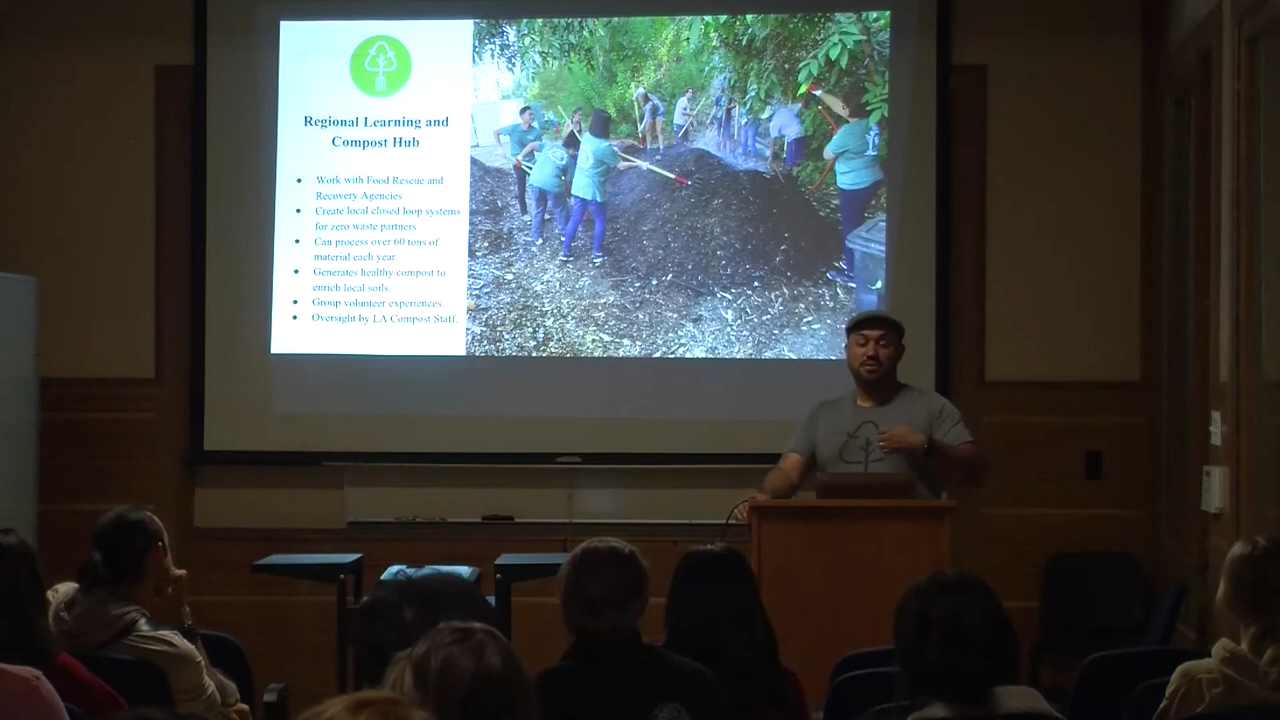 Regional Learning and
Compost Hub
Work with Food Rescue and
Recovery Agencies
Create local closed loop systems
for zero waste partners
Can process over 60 tons of
material each year.
Generates healthy compost to
enrich local soils.
Group volunteer experiences.
Oversight by LA Compost Staff.